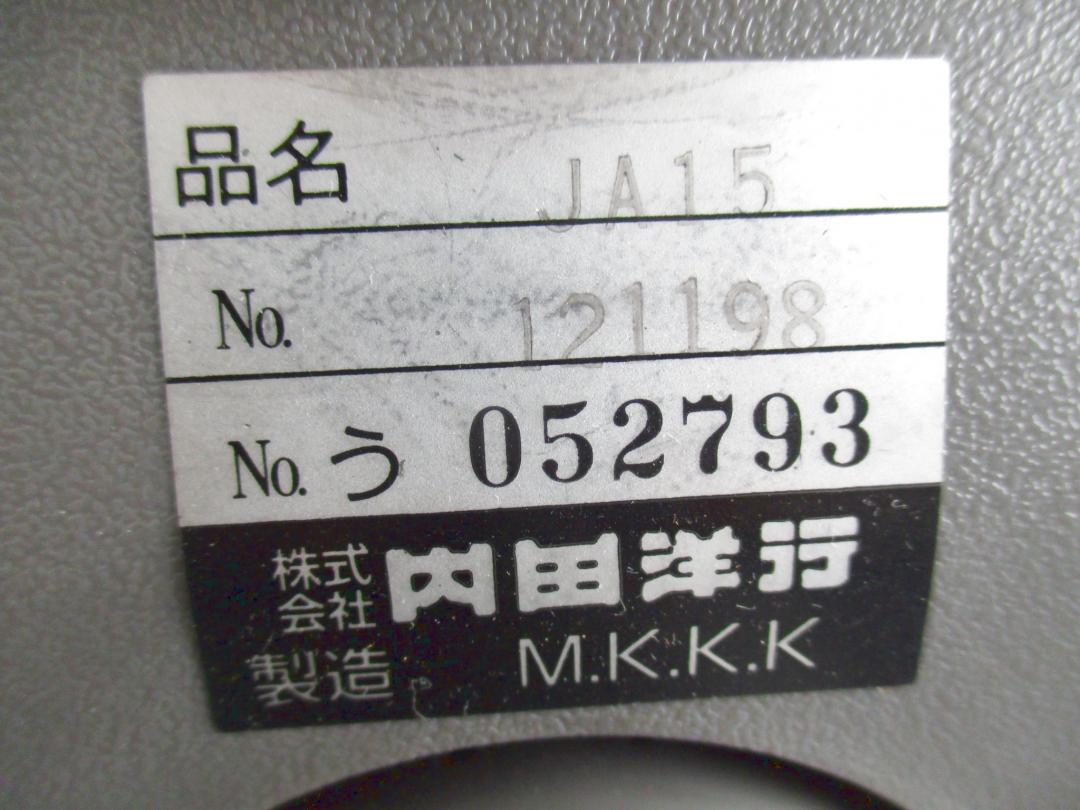 品名 JA15
No. 121198
No. う 052793
株式会社 内田洋行
製造 M.K.K.K